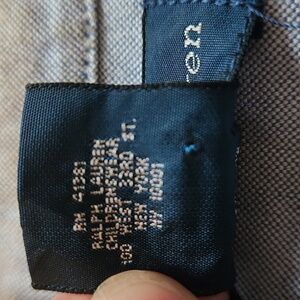 ren
RN 41381
RALPH LAUREN
CHILDRENSWEAR
100 WEST 33RD ST.
NEW YORK
NY 10001